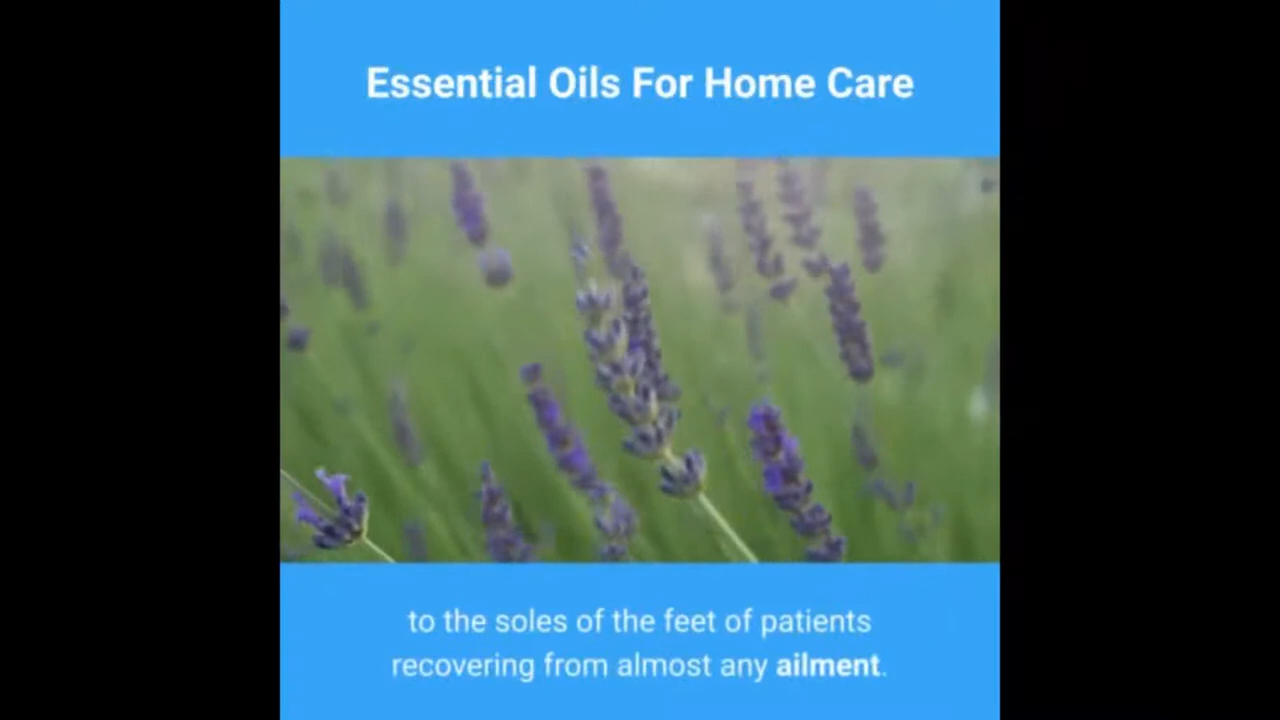 Essential Oils For Home Care
to the soles of the feet of patients
recovering from almost any ailment.